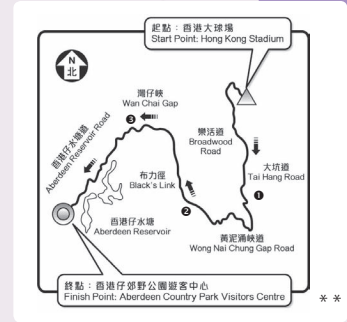 起點：香港大球場
Start Point: Hong Kong Stadium
N
北
灣仔峽
Wan Chai Gap
❸
香港仔水塘道
Aberdeen Reservoir Road
樂活道
Broadwood
Road
大坑道
Tai Hang Road
❶
布力徑
Black's Link
❷
香港仔水塘
Aberdeen Reservoir
黃泥涌峽道
Wong Nai Chung Gap Road
終點：香港仔郊野公園遊客中心
Finish Point: Aberdeen Country Park Visitors Centre
**